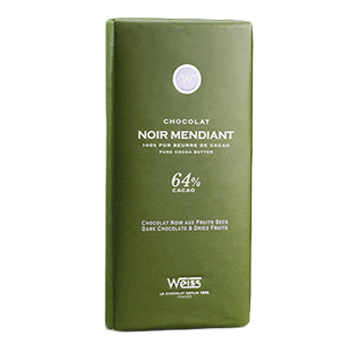 W
CHOCOLAT
NOIR MENDIANT
100% PUR BEURRE DE CACAO
PURE COCOA BUTTER
64%
CACAO
CHOCOLAT NOIR AUX FRUITS SECS
DARK CHOCOLATE & DRIED FRUITS
Weiss
LE CHOCOLAT DEPUIS 1882
FRANCE